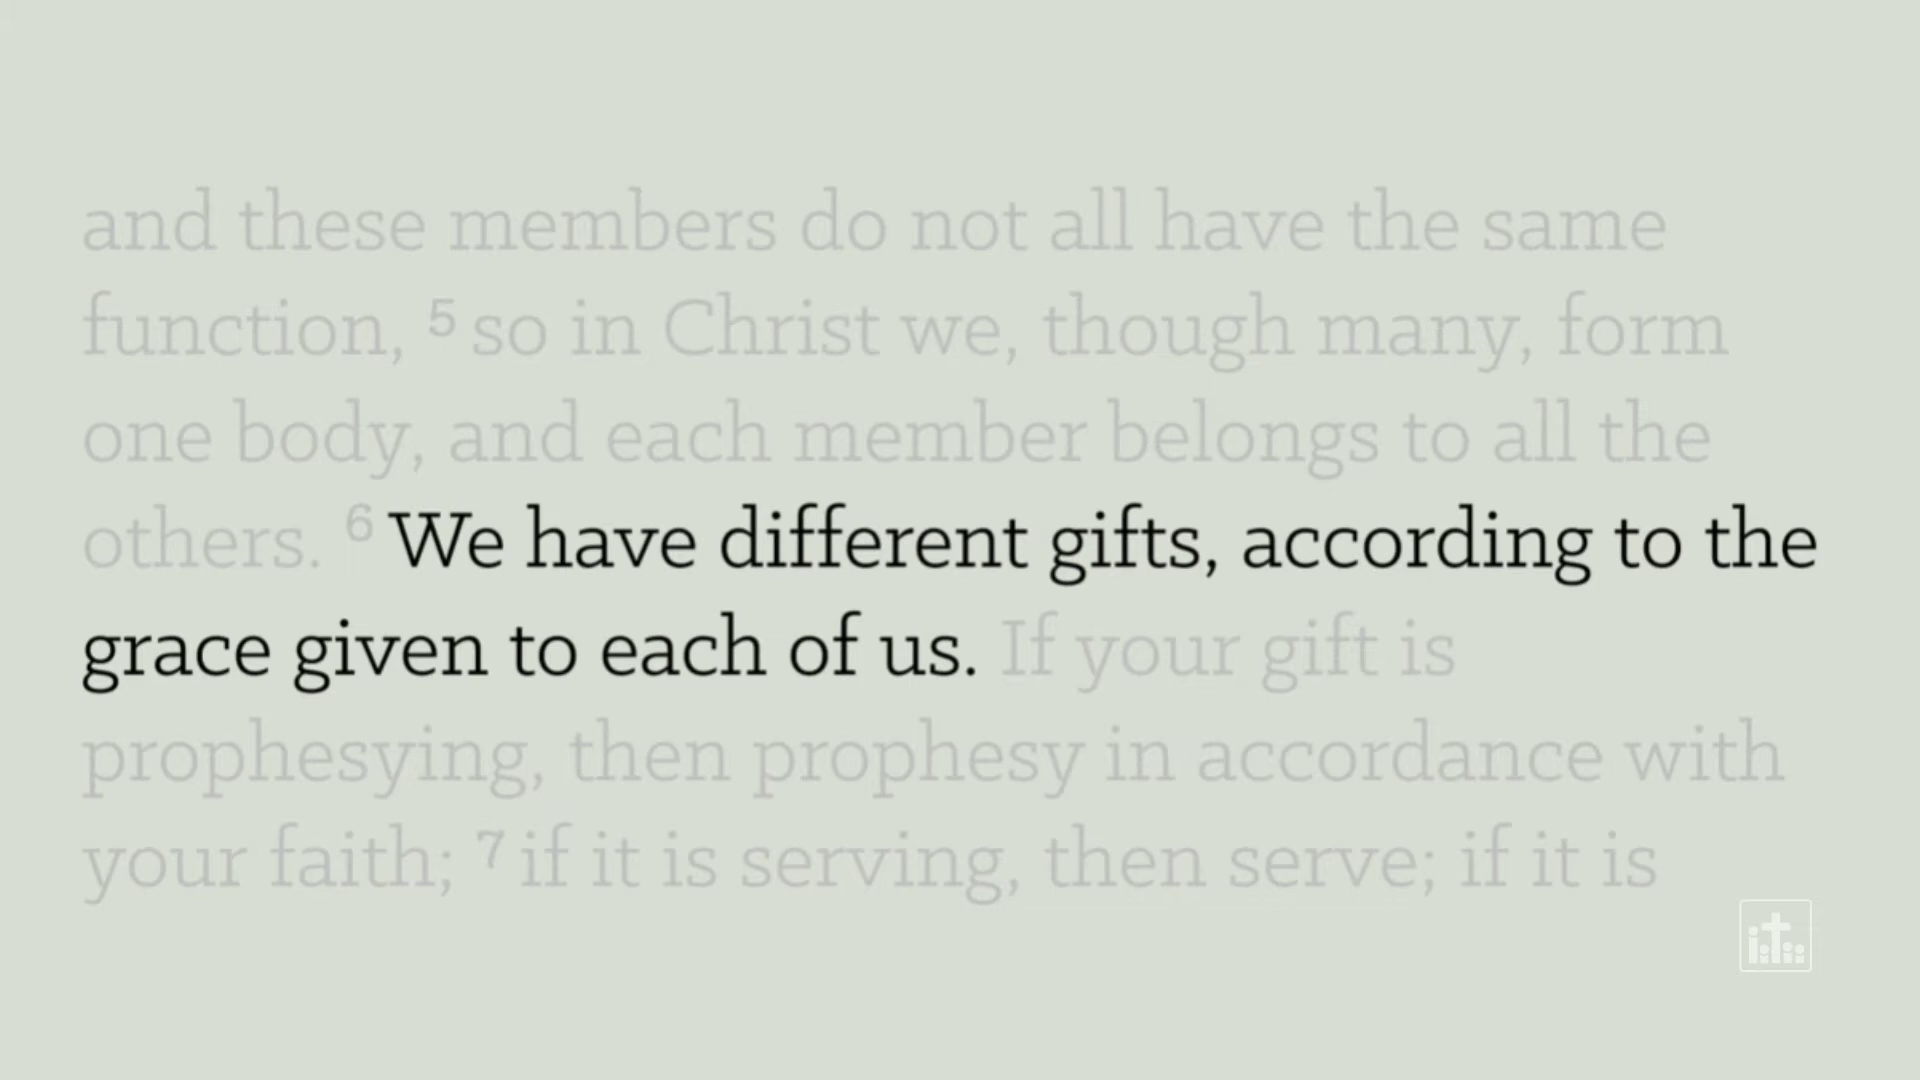 and these members do not all have the same
function, 5 so in Christ we, though many, form
one body, and each member belongs to all the
others. 6 We have different gifts, according to the
grace given to each of us. If your gift is
prophesying, then prophesy in accordance with
your faith; 7 if it is serving, then serve; if it is